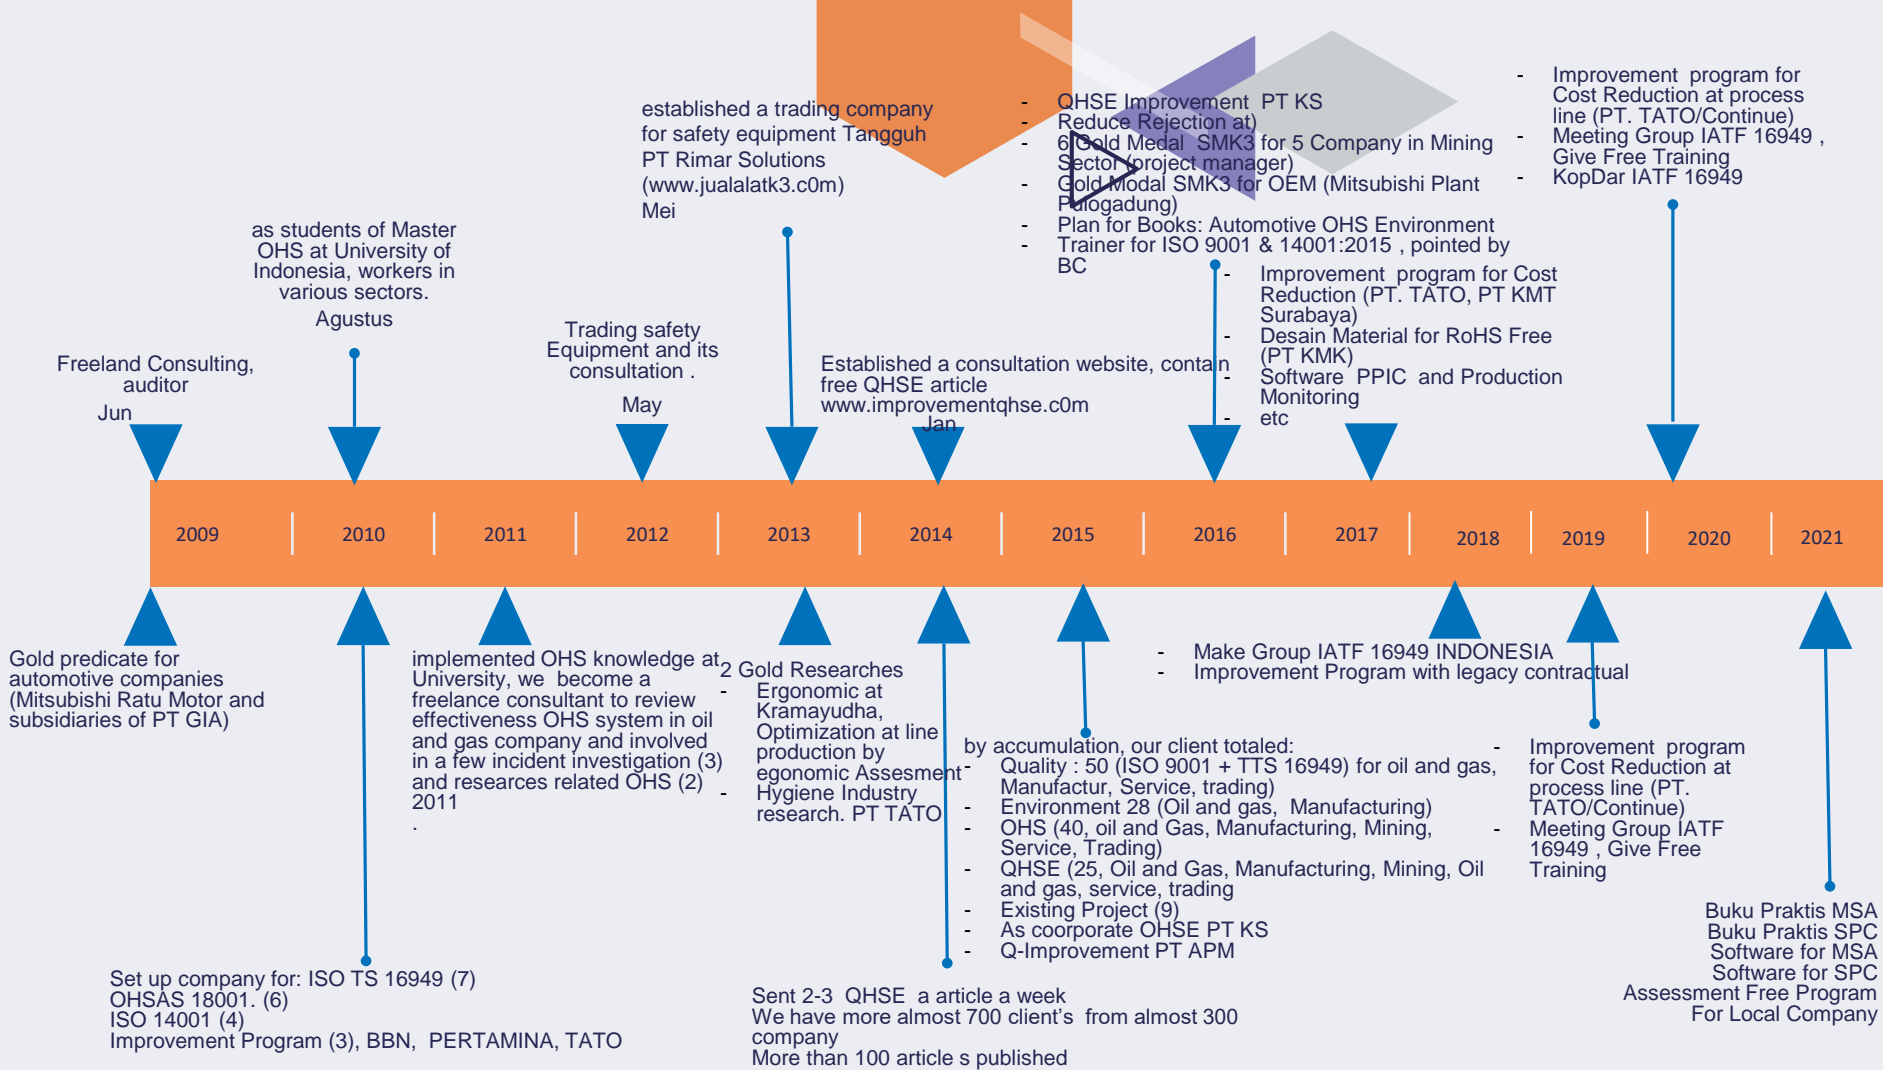 established a trading company
for safety equipment Tangguh
PT Rimar Solutions
(www.jualalatk3.c0m)
Mei
- QHSE Improvement PT KS
- Reduce Rejection at)
- 6 Gold Medal SMK3 for 5 Company in Mining
Sector (project manager)
- Gold Modal SMK3 for OEM (Mitsubishi Plant
Pulogadung)
- Plan for Books: Automotive OHS Environment
- Trainer for ISO 9001 & 14001:2015 , pointed by
BC
- Improvement program for
Cost Reduction at process
line (PT. TATO/Continue)
- Meeting Group IATF 16949 ,
Give Free Training
- KopDar IATF 16949
as students of Master
OHS at University of
Indonesia, workers in
various sectors.
Agustus
Freeland Consulting,
auditor
Jun
Trading safety
Equipment and its
consultation .
May
Established a consultation website, contain
free QHSE article
www.improvementqhse.c0m
Jan
- Improvement program for Cost
Reduction (PT. TATO, PT KMT
Surabaya)
- Desain Material for RoHS Free
(PT KMK)
- Software PPIC and Production
Monitoring
- etc
2009 2010 2011 2012 2013 2014 2015 2016 2017 2018 2019 2020 2021
Gold predicate for
automotive companies
(Mitsubishi Ratu Motor and
subsidiaries of PT GIA)
implemented OHS knowledge at
University, we become a
freelance consultant to review
effectiveness OHS system in oil
and gas company and involved
in a few incident investigation (3)
and researces related OHS (2)
2011
.
2 Gold Researches
- Ergonomic at
Kramayudha,
Optimization at line
production by
egonomic Assesment
- Hygiene Industry
research. PT TATO
- Make Group IATF 16949 INDONESIA
- Improvement Program with legacy contractual
by accumulation, our client totaled:
- Quality : 50 (ISO 9001 + TTS 16949) for oil and gas,
Manufactur, Service, trading)
- Environment 28 (Oil and gas, Manufacturing)
- OHS (40, oil and Gas, Manufacturing, Mining,
Service, Trading)
- QHSE (25, Oil and Gas, Manufacturing, Mining, Oil
and gas, service, trading
- Existing Project (9)
- As coorporate OHSE PT KS
- Q-Improvement PT APM
- Improvement program
for Cost Reduction at
process line (PT.
TATO/Continue)
- Meeting Group IATF
16949 , Give Free
Training
Buku Praktis MSA
Buku Praktis SPC
Software for MSA
Software for SPC
Assessment Free Program
For Local Company
Set up company for: ISO TS 16949 (7)
OHSAS 18001. (6)
ISO 14001 (4)
Improvement Program (3), BBN, PERTAMINA, TATO
Sent 2-3 QHSE a article a week
We have more almost 700 client's from almost 300
company
More than 100 article s published